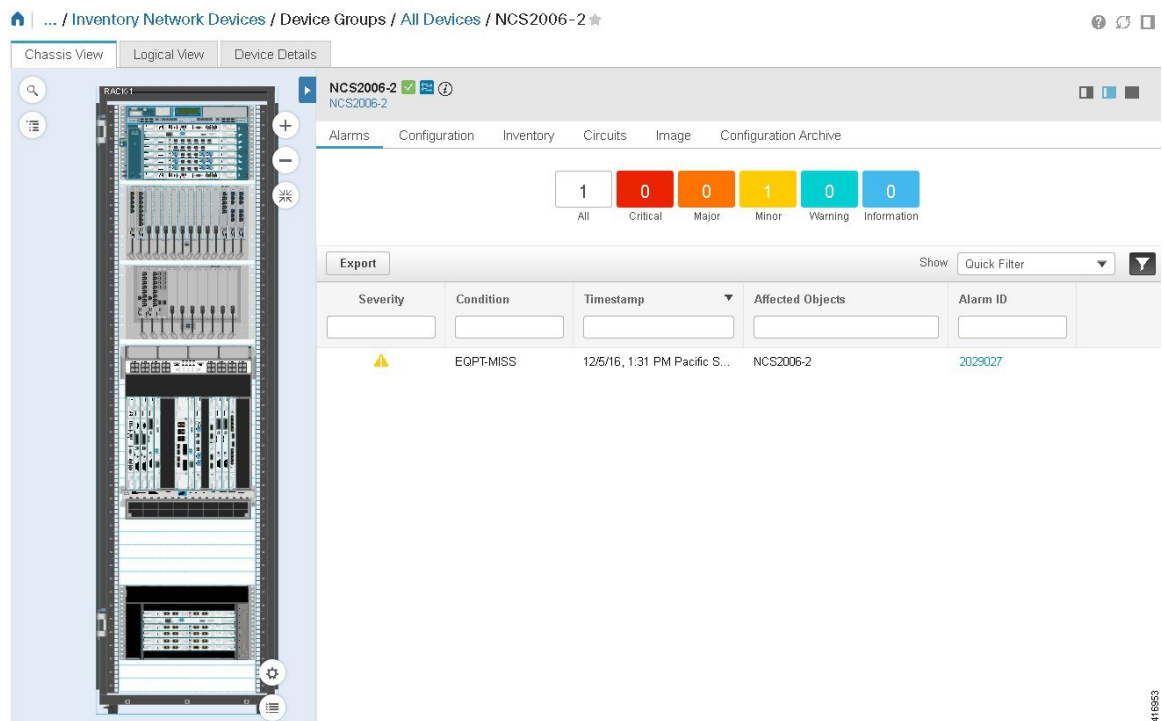 ... / Inventory Network Devices / Device Groups / All Devices / NCS2006-2
Chassis View Logical View Device Details
RACK-1
NCS2006-2
NCS2006-2
Alarms Configuration Inventory Circuits Image Configuration Archive
1 0 0 1 0 0
All Critical Major Minor Warning Information
Export Show Quick Filter
Severity Condition Timestamp Affected Objects Alarm ID
EQPT-MISS 12/5/16, 1:31 PM Pacific S... NCS2006-2 2029027
416953